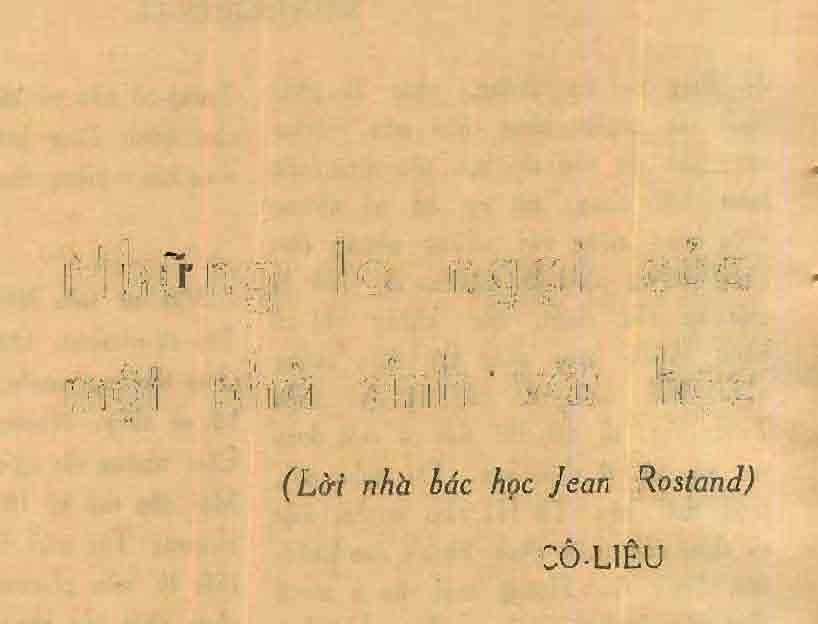 Những lo ngại của
một nhà sinh vật học
(Lời nhà bác học Jean Rostand)
CÔ-LIÊU